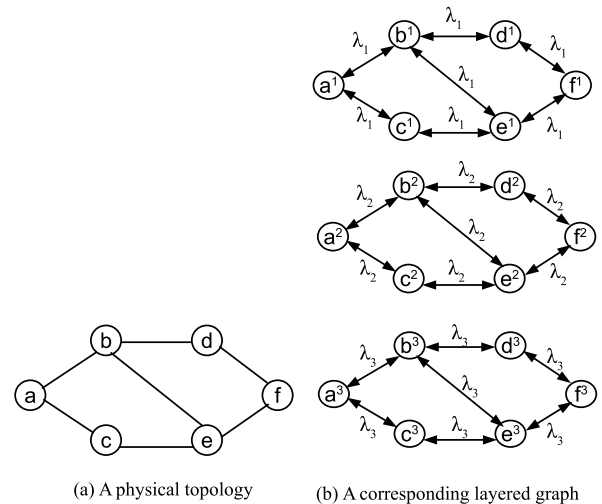 λ₁
b¹ d¹
λ₁ λ₁
λ₁
a¹ f¹
λ₁ λ₁ λ₁
c¹ e¹
λ₂
b² d²
λ₂ λ₂
λ₂
a² f²
λ₂ λ₂ λ₂
c² e²
λ₃
b³ d³
λ₃ λ₃
λ₃
a³ f³
λ₃ λ₃ λ₃
c³ e³
b d
a f
c e
(a) A physical topology
(b) A corresponding layered graph